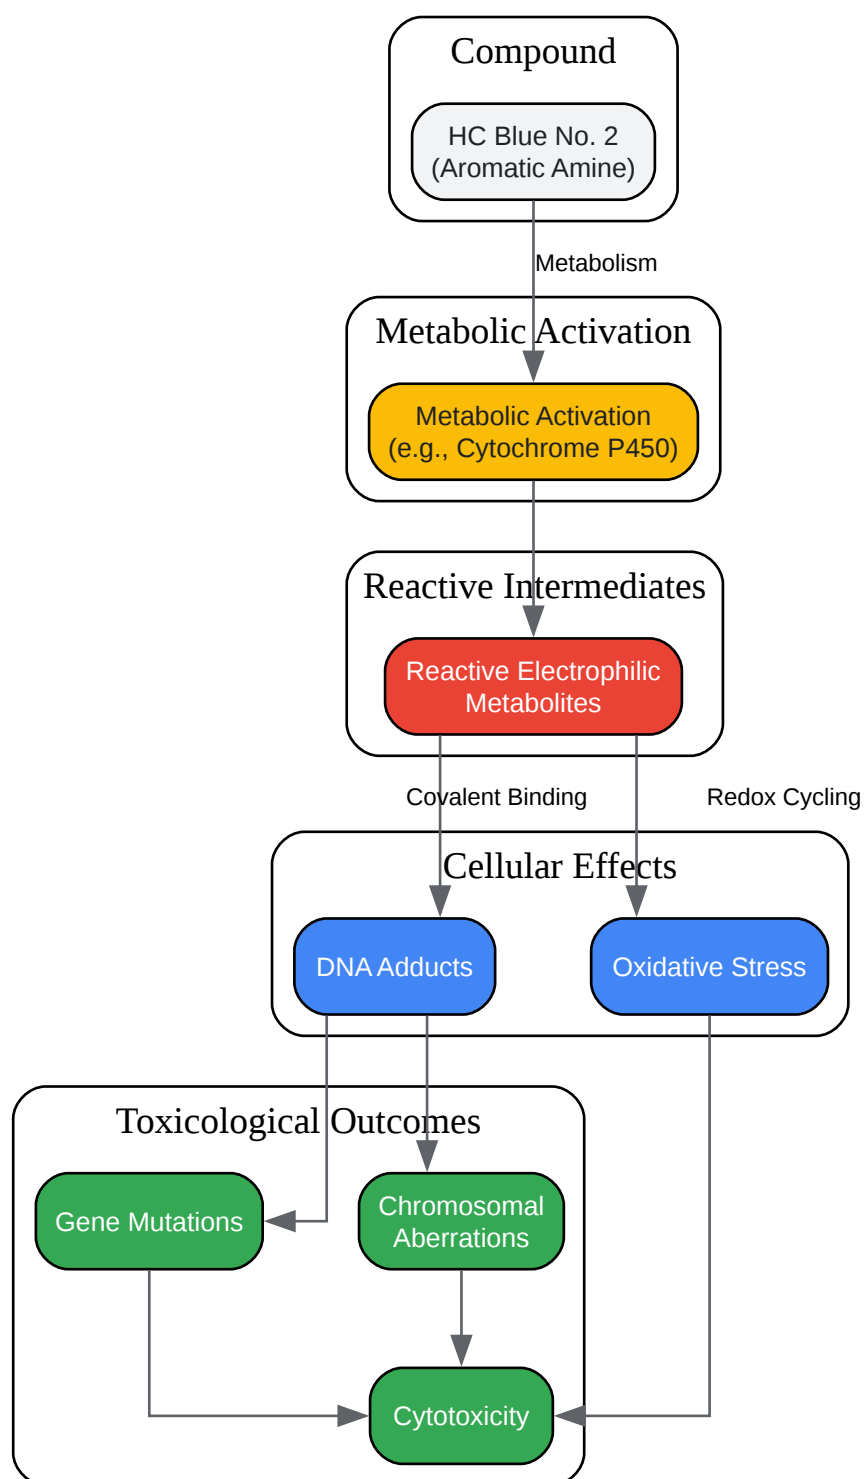 Compound
HC Blue No. 2
(Aromatic Amine)
Metabolism
Metabolic Activation
Metabolic Activation
(e.g., Cytochrome P450)
Reactive Intermediates
Reactive Electrophilic
Metabolites
Covalent Binding
Redox Cycling
Cellular Effects
DNA Adducts
Oxidative Stress
Toxicological Outcomes
Gene Mutations
Chromosomal
Aberrations
Cytotoxicity